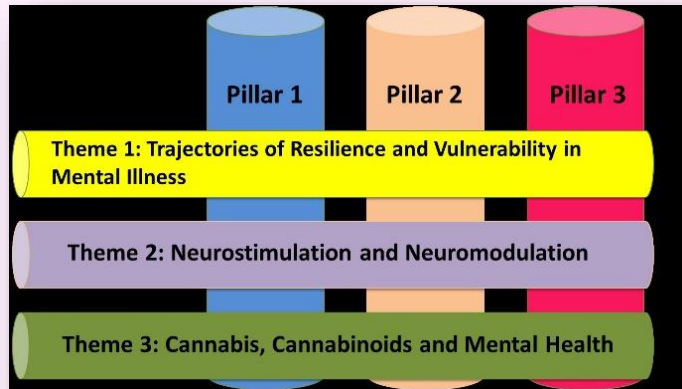 Pillar 1
Pillar 2
Pillar 3
Theme 1: Trajectories of Resilience and Vulnerability in
Mental Illness
Theme 2: Neurostimulation and Neuromodulation
Theme 3: Cannabis, Cannabinoids and Mental Health